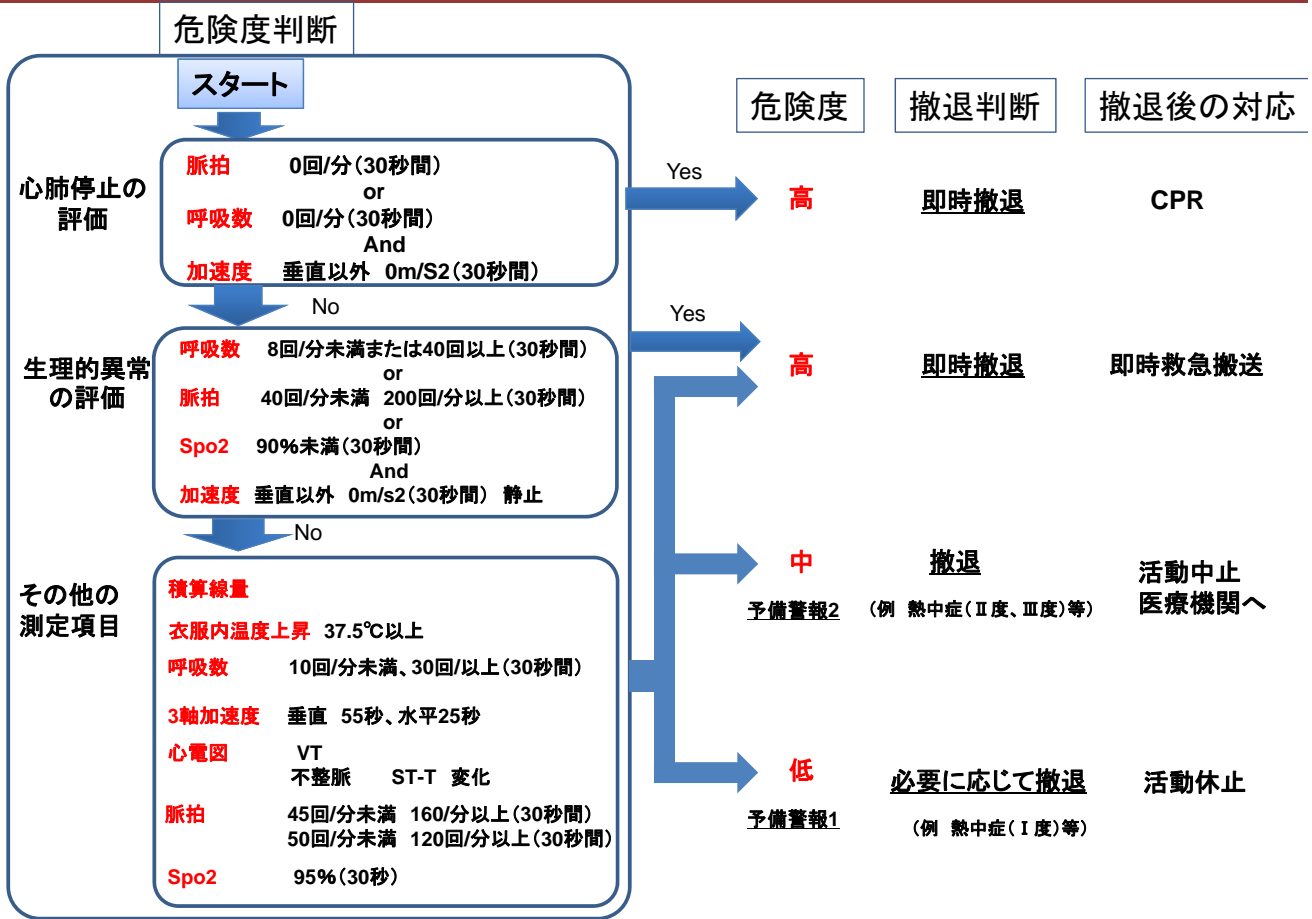 危険度判断
スタート
危険度
撤退判断
撤退後の対応
心肺停止の
評価
脈拍 0回/分(30秒間)
or
呼吸数 0回/分(30秒間)
And
加速度 垂直以外 0m/S2(30秒間)
Yes
高
即時撤退
CPR
No
生理的異常
の評価
呼吸数 8回/分未満または40回以上(30秒間)
or
脈拍 40回/分未満 200回/分以上(30秒間)
or
Spo2 90%未満(30秒間)
And
加速度 垂直以外 0m/s2(30秒間) 静止
Yes
高
即時撤退
即時救急搬送
No
その他の
測定項目
積算線量
衣服内温度上昇 37.5℃以上
呼吸数 10回/分未満、30回/以上(30秒間)
3軸加速度 垂直 55秒、水平25秒
心電図 VT
不整脈 ST-T 変化
脈拍 45回/分未満 160/分以上(30秒間)
50回/分未満 120回/分以上(30秒間)
Spo2 95%(30秒)
中
予備警報2
撤退
(例 熱中症(Ⅱ度、Ⅲ度)等)
活動中止
医療機関へ
低
予備警報1
必要に応じて撤退
(例 熱中症(Ⅰ度)等)
活動休止